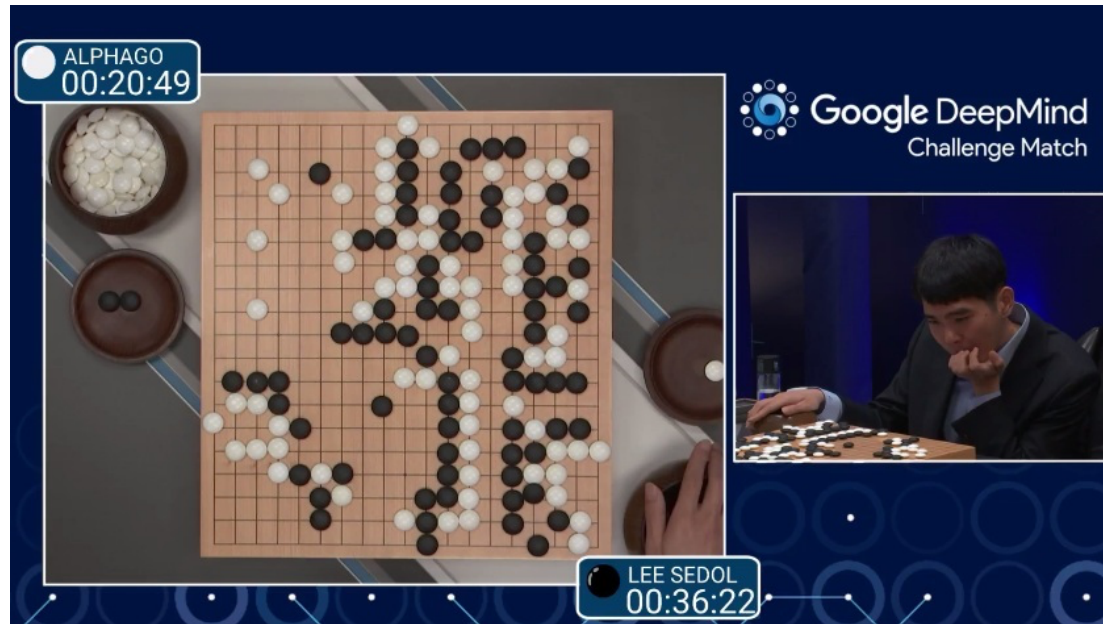 ALPHAGO
00:20:49
Google DeepMind
Challenge Match
LEE SEDOL
00:36:22